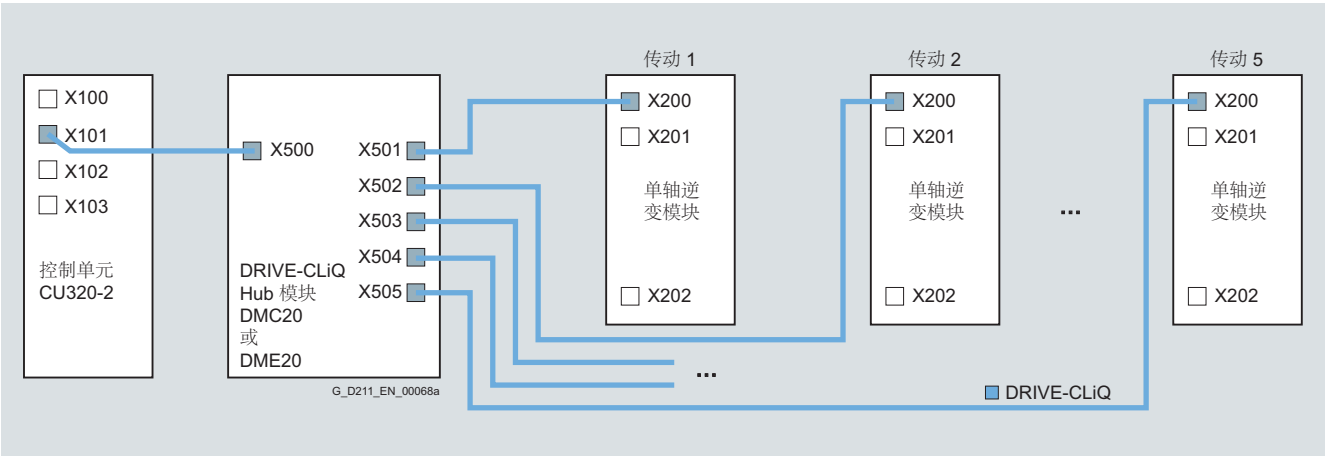 传动 1
传动 2
传动 5
X100
X101
X102
X103
控制单元
CU320-2
X500
X501
X502
X503
X504
X505
DRIVE-CLiQ
Hub 模块
DMC20
或
DME20
G_D211_EN_00068a
X200
X201
单轴逆
变模块
X202
X200
X201
单轴逆
变模块
X202
...
X200
X201
单轴逆
变模块
X202
...
DRIVE-CLiQ